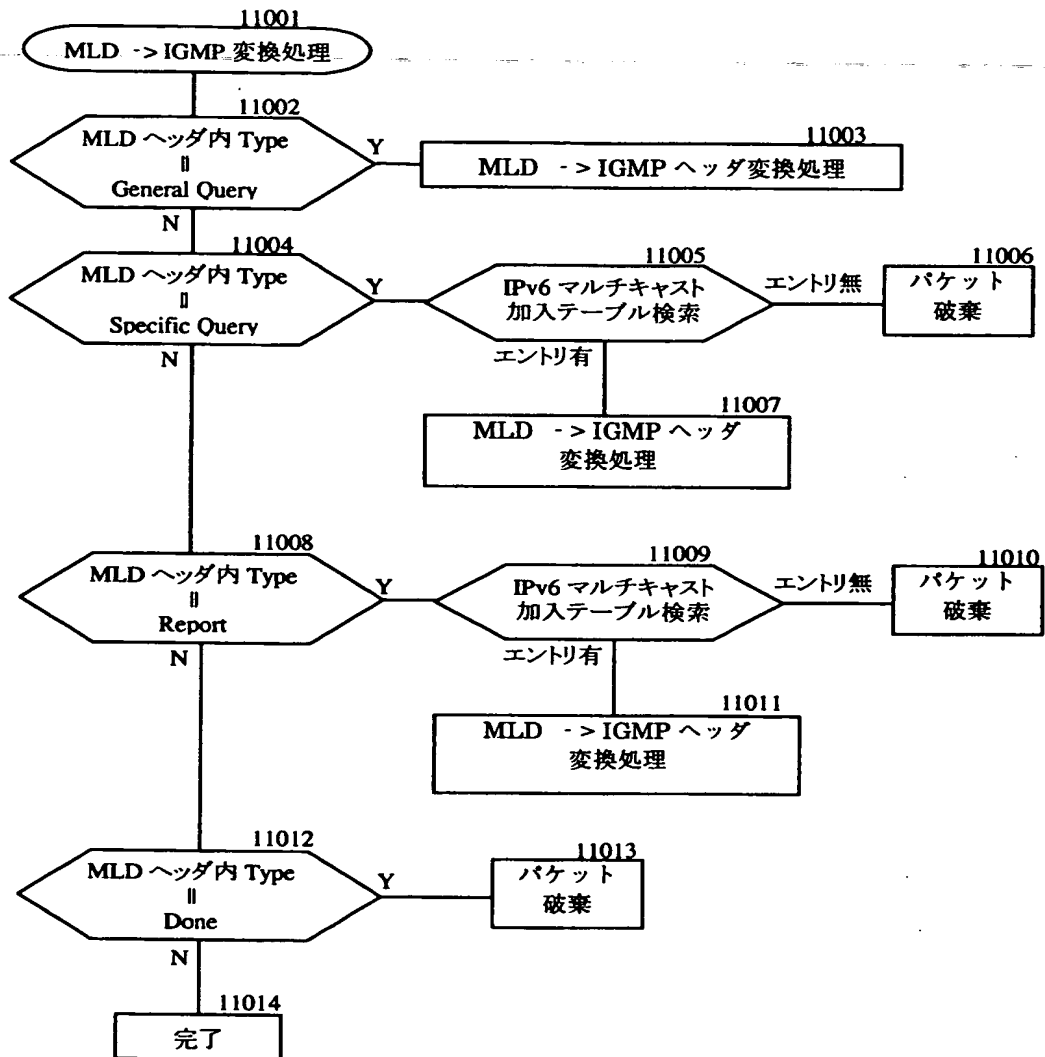 11001
MLD -> IGMP 変換処理
11002
MLD ヘッダ内 Type
=
General Query
Y
11003
MLD -> IGMP ヘッダ変換処理
N
11004
MLD ヘッダ内 Type
=
Specific Query
Y
11005
IPv6 マルチキャスト
加入テーブル検索
エントリ無
11006
パケット
破棄
N
エントリ有
11007
MLD -> IGMP ヘッダ
変換処理
11008
MLD ヘッダ内 Type
=
Report
Y
11009
IPv6 マルチキャスト
加入テーブル検索
エントリ無
11010
パケット
破棄
N
エントリ有
11011
MLD -> IGMP ヘッダ
変換処理
11012
MLD ヘッダ内 Type
=
Done
Y
11013
パケット
破棄
N
11014
完了